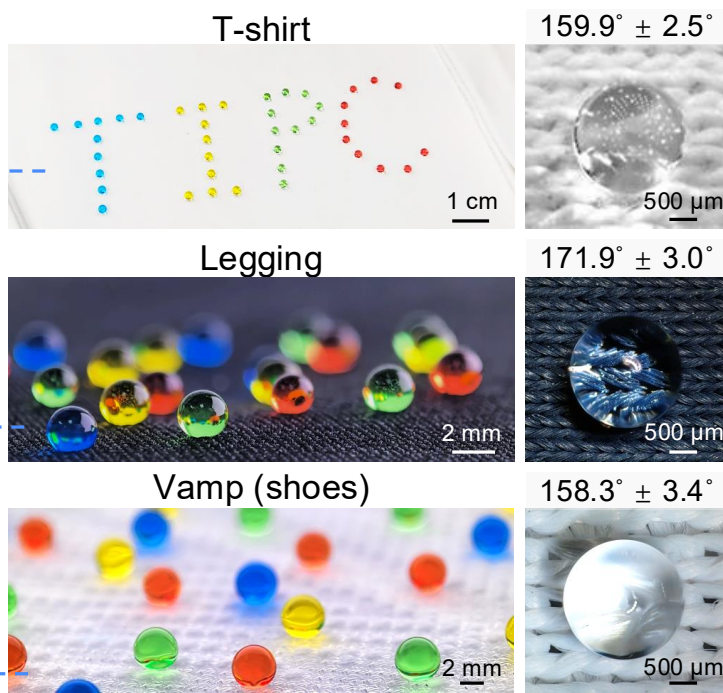 T-shirt
159.9° ± 2.5°
TIPC
1 cm
500 µm
Legging
171.9° ± 3.0°
2 mm
500 µm
Vamp (shoes)
158.3° ± 3.4°
2 mm
500 µm